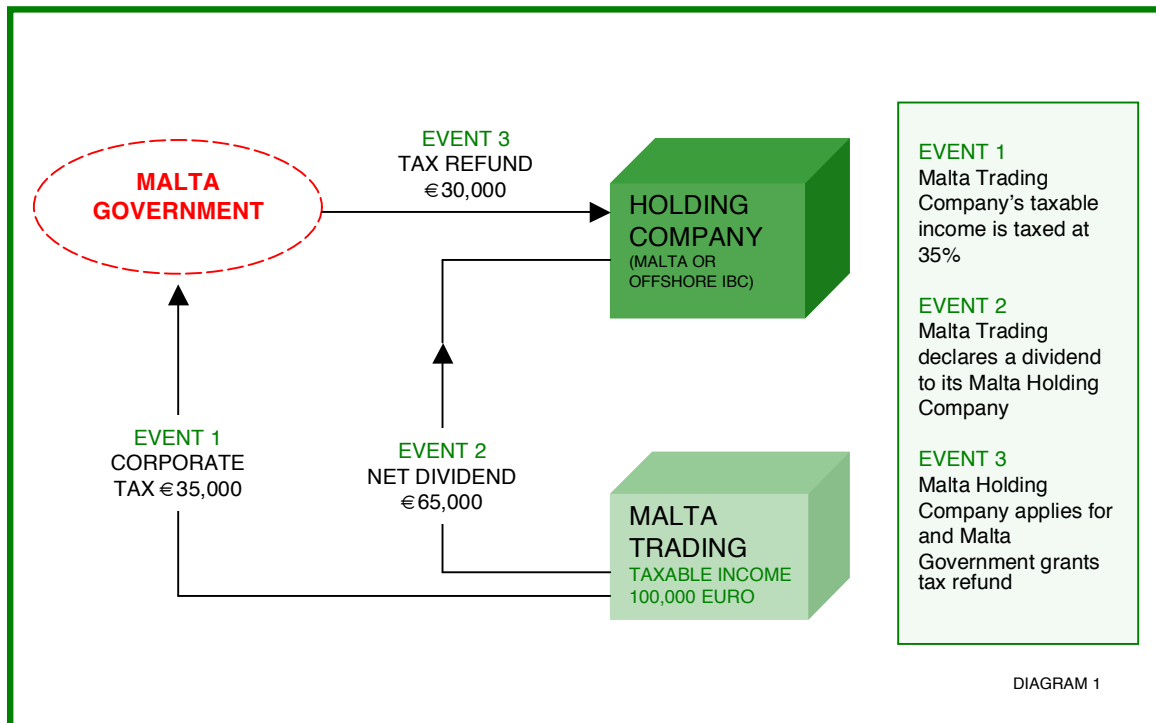 MALTA
GOVERNMENT
EVENT 3
TAX REFUND
€30,000
HOLDING
COMPANY
(MALTA OR
OFFSHORE IBC)
EVENT 1
CORPORATE
TAX €35,000
EVENT 2
NET DIVIDEND
€65,000
MALTA
TRADING
TAXABLE INCOME
100,000 EURO
EVENT 1
Malta Trading
Company’s taxable
income is taxed at
35%
EVENT 2
Malta Trading
declares a dividend
to its Malta Holding
Company
EVENT 3
Malta Holding
Company applies for
and Malta
Government grants
tax refund
DIAGRAM 1